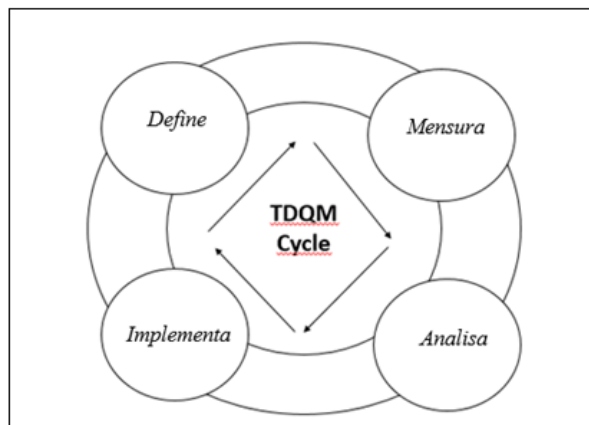 Define
Mensura
TDQM
Cycle
Implementa
Analisa